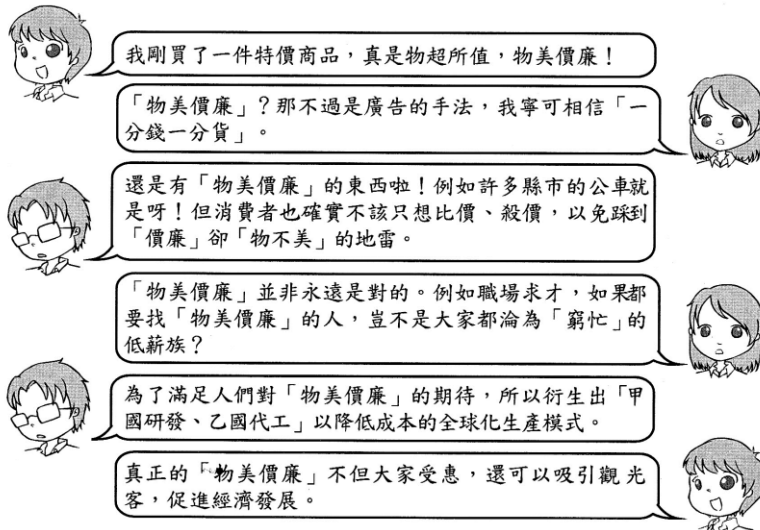 我剛買了一件特價商品，真是物超所值，物美價廉！
「物美價廉」？那不過是廣告的手法，我寧可相信「一
分錢一分貨」。
還是有「物美價廉」的東西啦！例如許多縣市的公車就
是呀！但消費者也確實不該只想比價、殺價，以免踩到
「價廉」卻「物不美」的地雷。
「物美價廉」並非永遠是對的。例如職場求才，如果都
要找「物美價廉」的人，豈不是大家都淪為「窮忙」的
低薪族？
為了滿足人們對「物美價廉」的期待，所以衍生出「甲
國研發、乙國代工」以降低成本的全球化生產模式。
真正的「物美價廉」不但大家受惠，還可以吸引觀光
客，促進經濟發展。